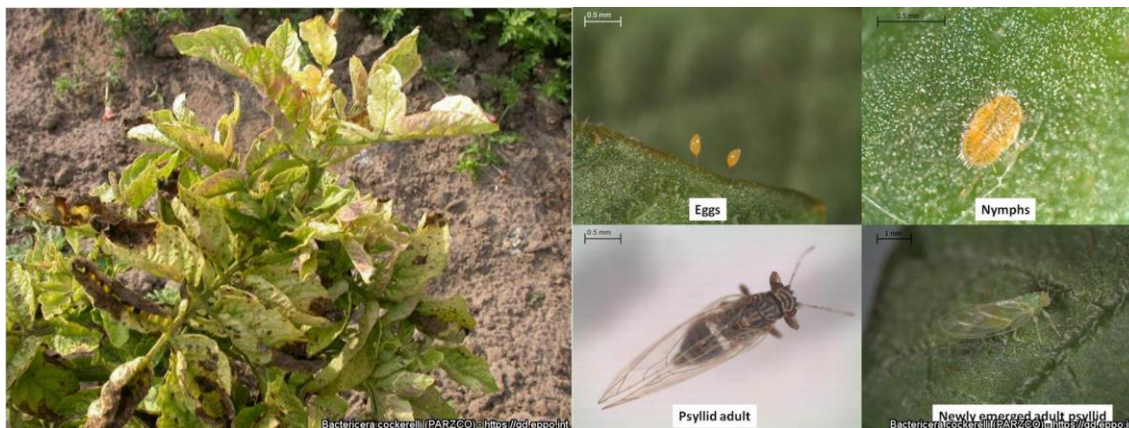 0.5 mm
0.5 mm
Eggs
Nymphs
0.5 mm
1 mm
Psyllid adult
Newly emerged adult psyllid
Bactericera cockerelli (PARZCO) - https://gd.eppo.int
Bactericera cockerelli (PARZCO) - https://gd.eppo.int